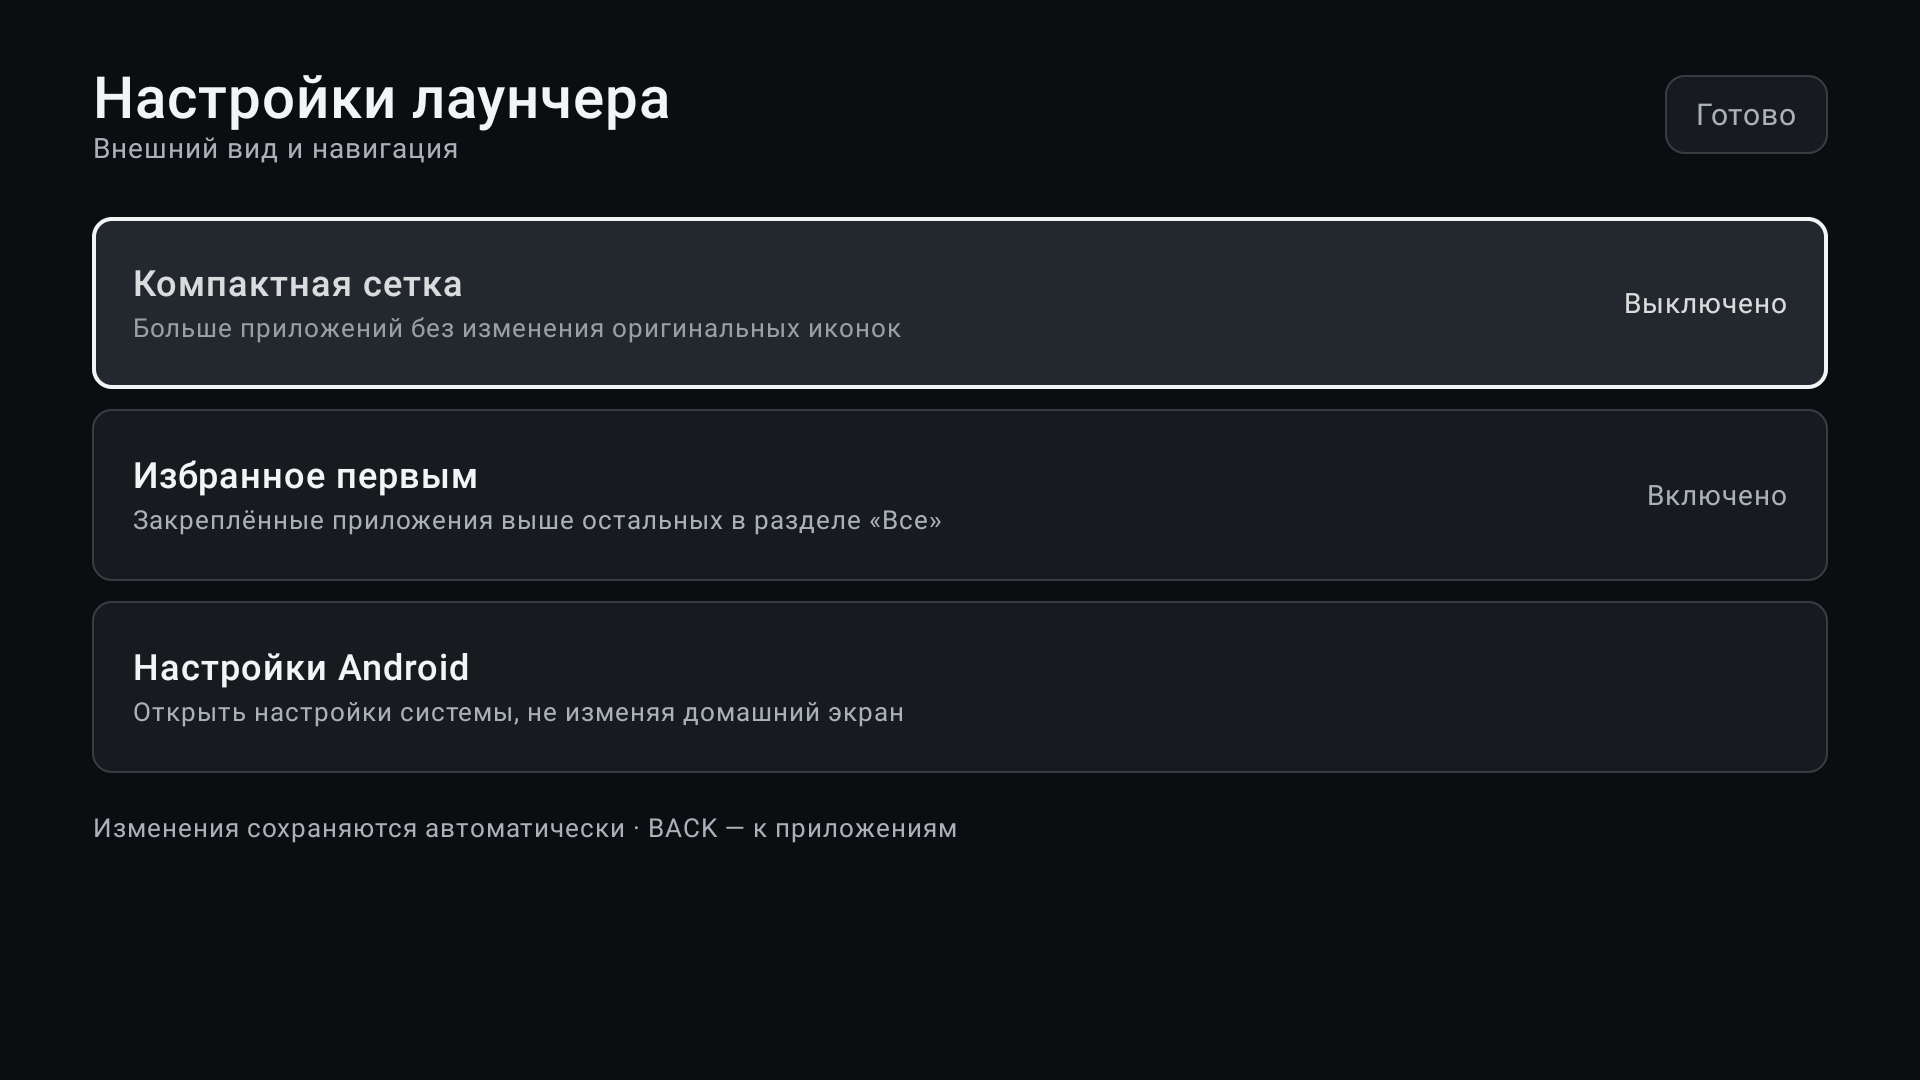 Настройки лаунчера
Внешний вид и навигация
Готово
Компактная сетка
Больше приложений без изменения оригинальных иконок
Выключено
Избранное первым
Закреплённые приложения выше остальных в разделе «Все»
Включено
Настройки Android
Открыть настройки системы, не изменяя домашний экран
Изменения сохраняются автоматически · BACK — к приложениям